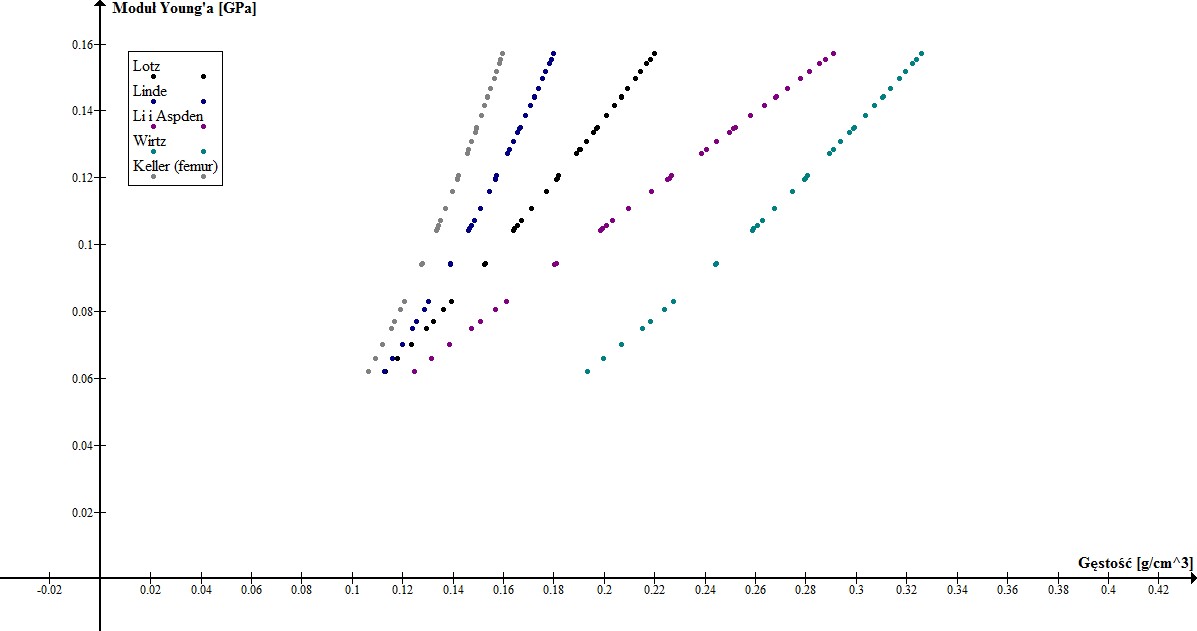 Moduł Young'a [GPa]
0.16
0.14
0.12
0.1
0.08
0.06
0.04
0.02
Lotz
Linde
Li i Aspden
Wirtz
Keller (femur)
Gęstość [g/cm^3]
-0.02 0.02 0.04 0.06 0.08 0.1 0.12 0.14 0.16 0.18 0.2 0.22 0.24 0.26 0.28 0.3 0.32 0.34 0.36 0.38 0.4 0.42